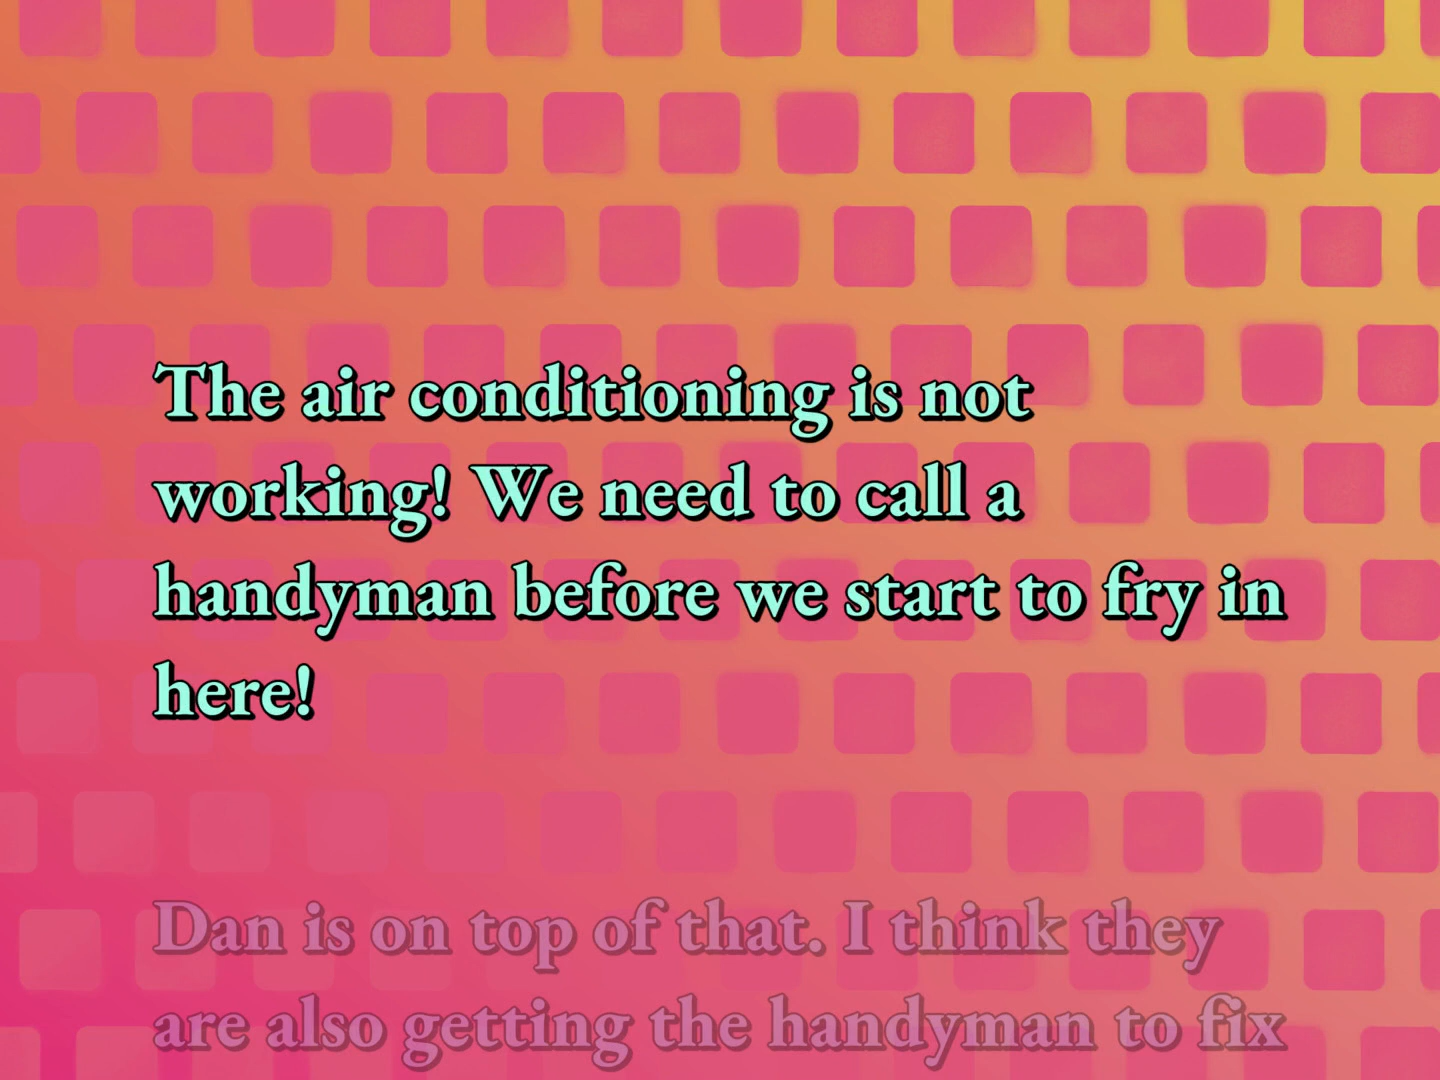 The air conditioning is not
working! We need to call a
handyman before we start to fry in
here!
Dan is on top of that. I think they
are also getting the handyman to fix